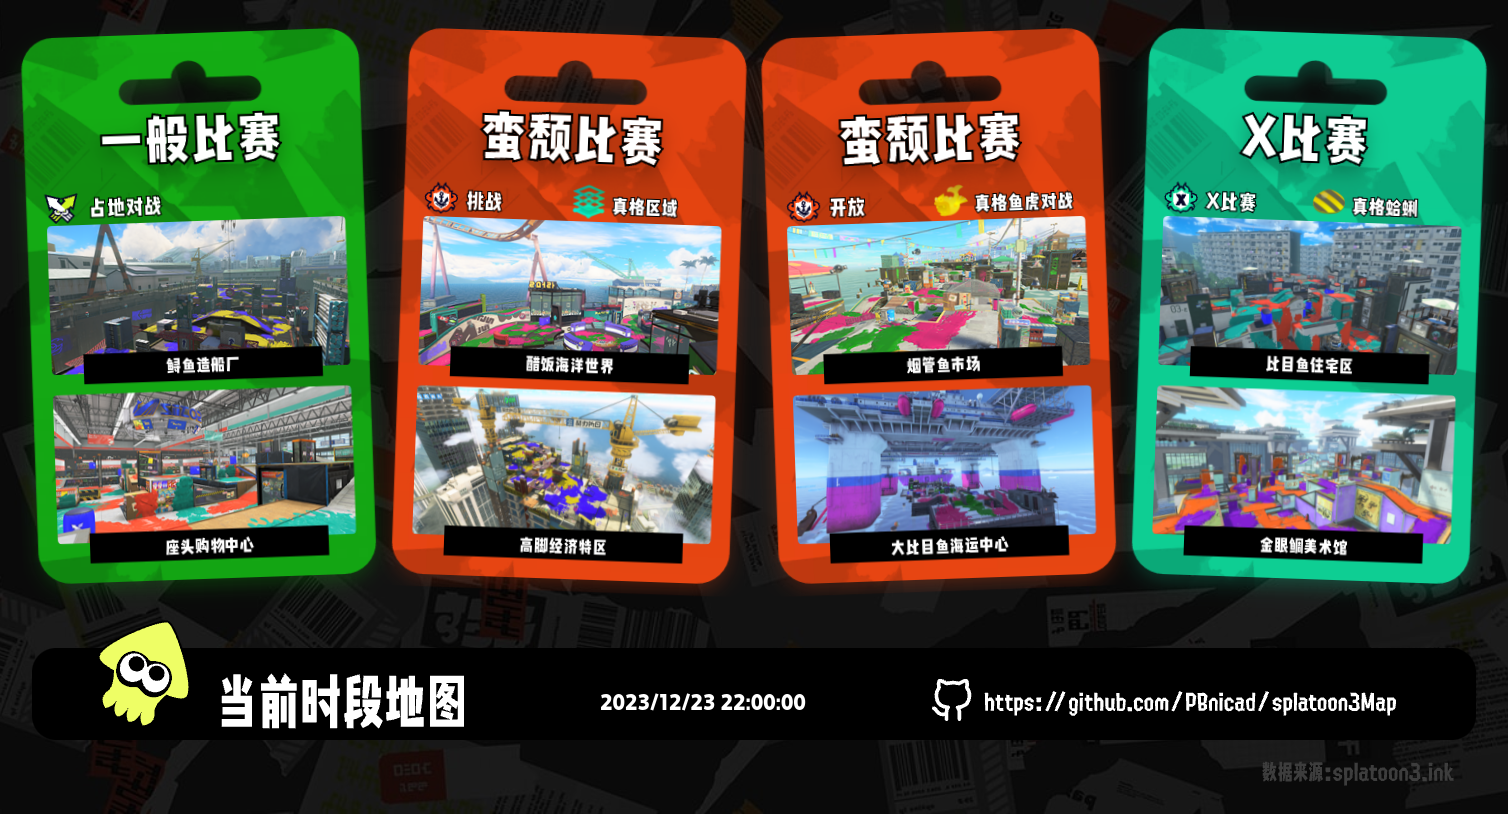 一般比赛
占地对战
鲟鱼造船厂
座头购物中心
蛮颓比赛
挑战
真格区域
醋饭海洋世界
高脚经济特区
蛮颓比赛
开放
真格鱼虎对战
烟管鱼市场
大比目鱼海运中心
X比赛
X比赛
真格蛤蜊
比目鱼住宅区
金眼鲷美术馆
当前时段地图
2023/12/23 22:00:00
https://github.com/PBnicad/splatoon3Map
数据来源:splatoon3.ink